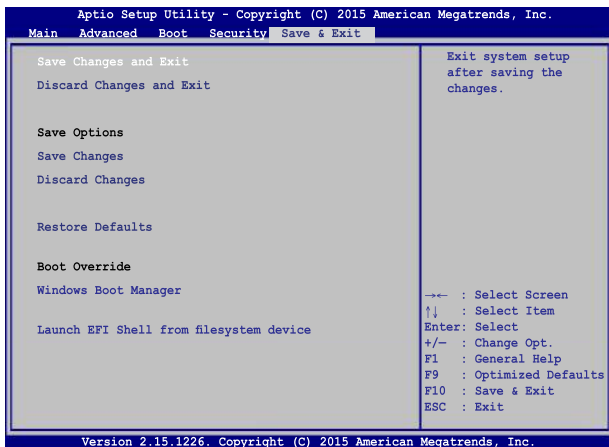 Aptio Setup Utility - Copyright (C) 2015 American Megatrends, Inc.
Main Advanced Boot Security Save & Exit
Save Changes and Exit
Discard Changes and Exit
Save Options
Save Changes
Discard Changes
Restore Defaults
Boot Override
Windows Boot Manager
Launch EFI Shell from filesystem device
Exit system setup
after saving the
changes.
→← : Select Screen
↑↓ : Select Item
Enter: Select
+/— : Change Opt.
F1 : General Help
F9 : Optimized Defaults
F10 : Save & Exit
ESC : Exit
Version 2.15.1226. Copyright (C) 2015 American Megatrends, Inc.